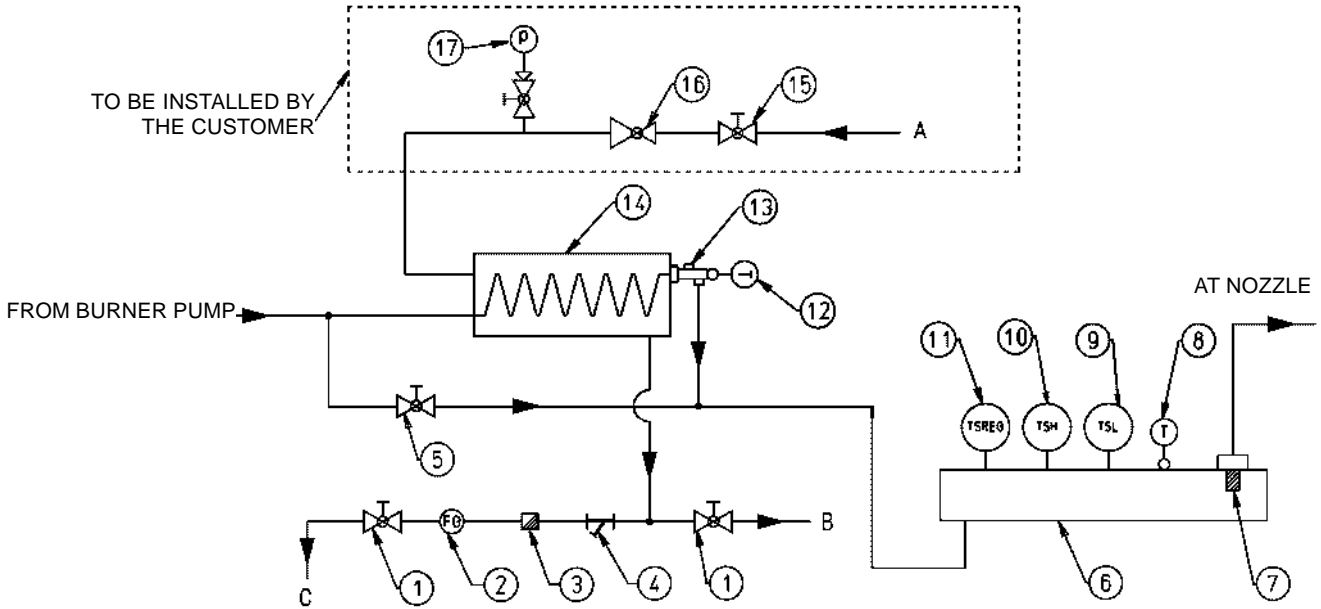 P
17
16
15
TO BE INSTALLED BY
THE CUSTOMER
A
14
13
12
FROM BURNER PUMP
AT NOZZLE
11
10
9
8
TSREG
TSH
TSL
T
5
FG
B
C
1
2
3
4
1
6
7